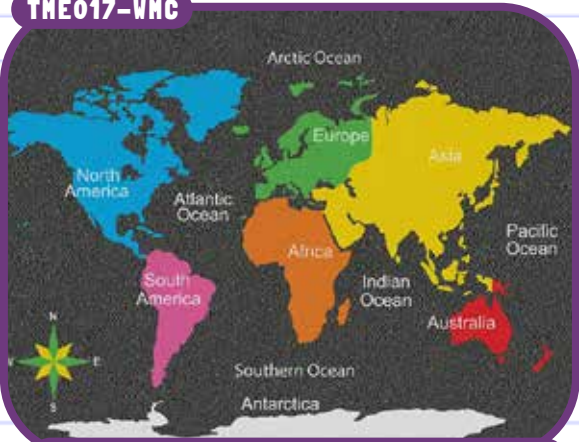 THE017-WMC
Arctic Ocean
Europe
Asia
North
America
Atlantic
Ocean
Pacific
Ocean
Africa
Indian
Ocean
South
America
Australia
N
W
E
S
Southern Ocean
Antarctica